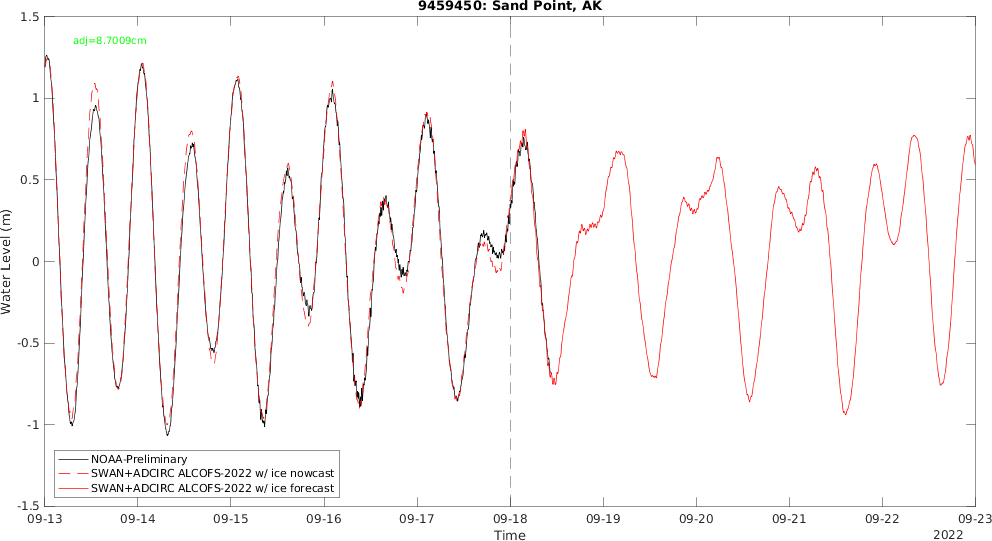 9459450: Sand Point, AK
adj=8.7009cm
1.5
1
0.5
0
-0.5
-1
-1.5
Water Level (m)
NOAA-Preliminary
SWAN+ADCIRC ALCOFS-2022 w/ ice nowcast
SWAN+ADCIRC ALCOFS-2022 w/ ice forecast
09-13 09-14 09-15 09-16 09-17 09-18 09-19 09-20 09-21 09-22 09-23
Time
2022